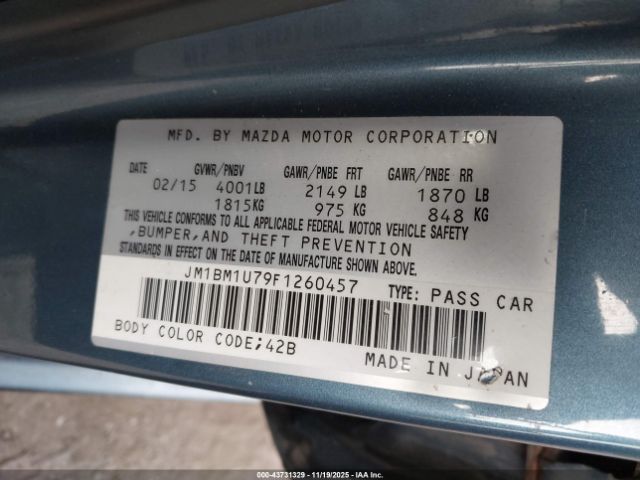 MFD. BY MAZDA MOTOR CORPORATION
DATE GVWR/PNBV GAWR/PNBE FRT GAWR/PNBE RR
02/15 4001LB 2149 LB 1870 LB
1815KG 975 KG 848 KG
THIS VEHICLE CONFORMS TO ALL APPLICABLE FEDERAL MOTOR VEHICLE SAFETY
,BUMPER,AND THEFT PREVENTION
STANDARDS IN EFFECT ON THE DATE OF MANUFACTURE SHOWN ABOVE.
JM1BM1U79F1260457 TYPE: PASS CAR
BODY COLOR CODE;42B
MADE IN JAPAN
000-43731329 - 11/19/2025 - IAAI.COM